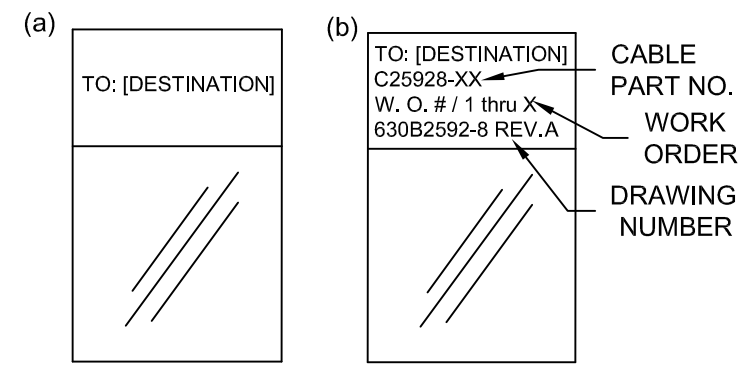 (a)
TO: [DESTINATION]
(b)
TO: [DESTINATION]
C25928-XX
W. O. # / 1 thru X
630B2592-8 REV.A
CABLE
PART NO.
WORK
ORDER
DRAWING
NUMBER